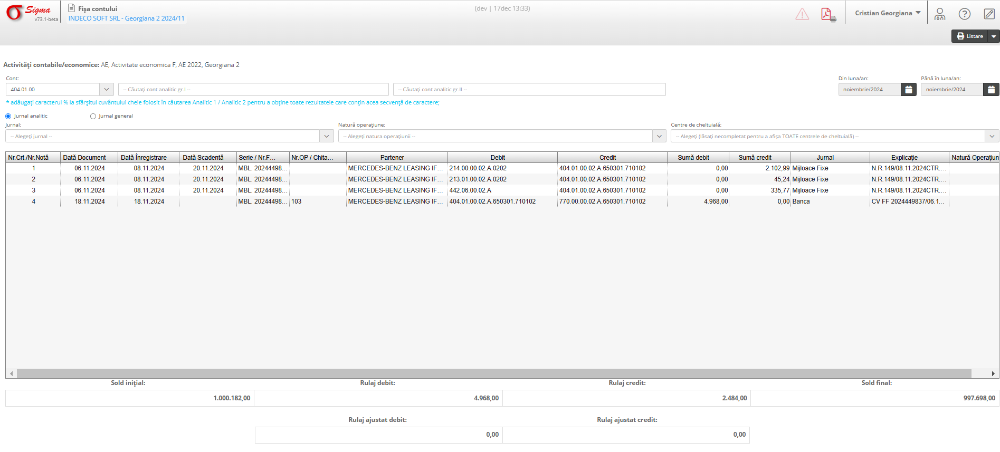 Sigma
v73.1-beta
Fișa contului
INDECO SOFT SRL - Georgiana 2 2024/11
(dev | 17dec 13:33)
Cristian Georgiana
Listare
Activități contabile/economice: AE, Activitate economica F, AE 2022, Georgiana 2
Cont:
404.01.00
-- Căutați cont analitic gr.I --
-- Căutați cont analitic gr.II --
Din luna/an:
noiembrie/2024
Până în luna/an:
noiembrie/2024
* adăugați caracterul % la sfârșitul cuvântului cheie folosit în căutarea Analitic 1 / Analitic 2 pentru a obține toate rezultatele care conțin acea secvență de caractere;
Jurnal analitic
Jurnal general
Jurnal:
-- Alegeți jurnal --
Natură operațiune:
-- Alegeți natura operațiunii --
Centre de cheltuială:
-- Alegeți (lăsați necompletat pentru a afișa TOATE centrele de cheltuială) --
Nr.Crt./Nr.Notă Dată Document Dată Înregistrare Dată Scadentă Serie / Nr.F... Nr.OP / Chita... Partener Debit Credit Sumă debit Sumă credit Jurnal Explicație Natură Operațiun
1 06.11.2024 08.11.2024 20.11.2024 MBL. 20244498... MERCEDES-BENZ LEASING IF... 214.00.00.02.A.0202 404.01.00.02.A.650301.710102 0,00 2.102,99 Mijloace Fixe N.R.149/08.11.2024CTR....
2 06.11.2024 08.11.2024 20.11.2024 MBL. 20244498... MERCEDES-BENZ LEASING IF... 213.01.00.02.A.0202 404.01.00.02.A.650301.710102 0,00 45,24 Mijloace Fixe N.R.149/08.11.2024CTR....
3 06.11.2024 08.11.2024 20.11.2024 MBL. 20244498... MERCEDES-BENZ LEASING IF... 442.06.00.02.A 404.01.00.02.A.650301.710102 0,00 335,77 Mijloace Fixe N.R.149/08.11.2024CTR....
4 18.11.2024 18.11.2024 MBL. 20244498... 103 MERCEDES-BENZ LEASING IF... 404.01.00.02.A.650301.710102 770.00.00.02.A.650301.710102 4.968,00 0,00 Banca CV FF 2024449837/06.1...
Sold inițial: Rulaj debit: Rulaj credit: Sold final:
1.000.182,00 4.968,00 2.484,00 997.698,00
Rulaj ajustat debit: Rulaj ajustat credit:
0,00 0,00